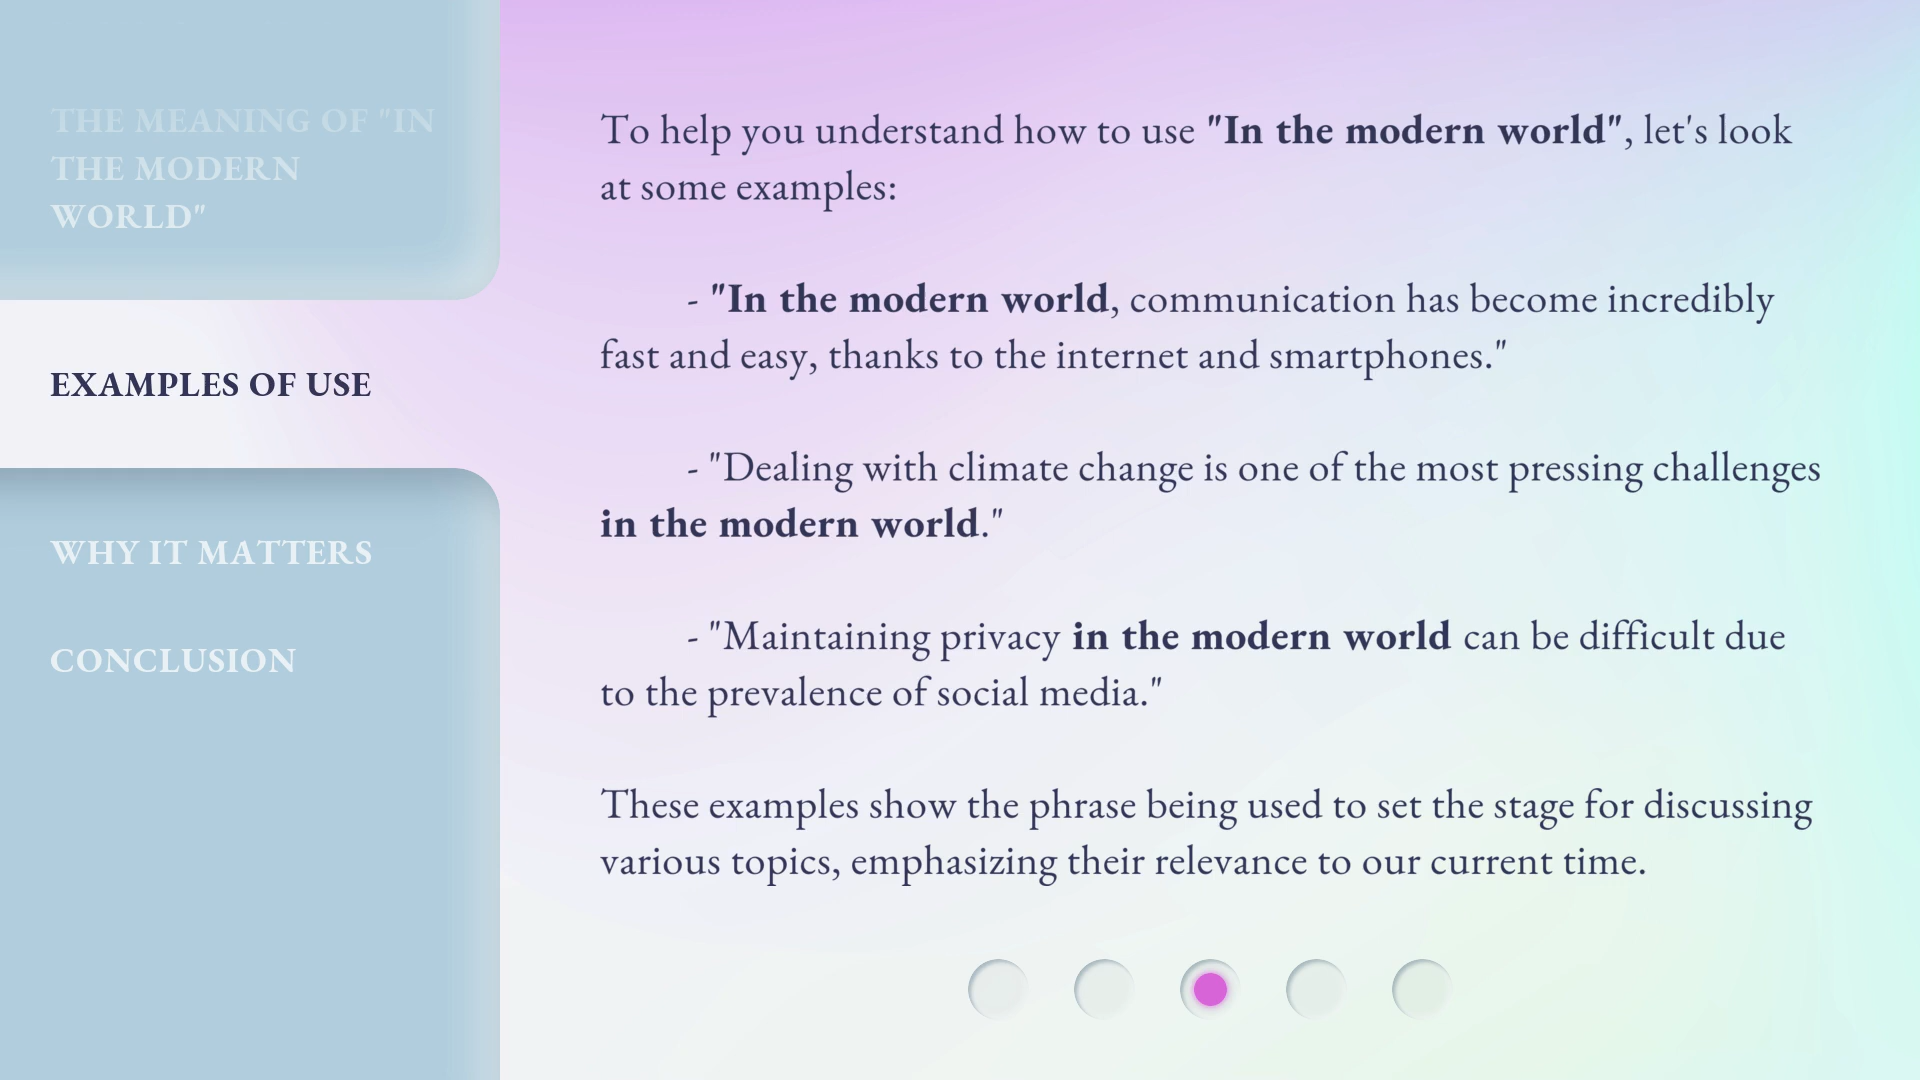 THE MEANING OF "IN
THE MODERN
WORLD"
EXAMPLES OF USE
WHY IT MATTERS
CONCLUSION
To help you understand how to use "In the modern world", let's look
at some examples:
- "In the modern world, communication has become incredibly
fast and easy, thanks to the internet and smartphones."
- "Dealing with climate change is one of the most pressing challenges
in the modern world."
- "Maintaining privacy in the modern world can be difficult due
to the prevalence of social media."
These examples show the phrase being used to set the stage for discussing
various topics, emphasizing their relevance to our current time.